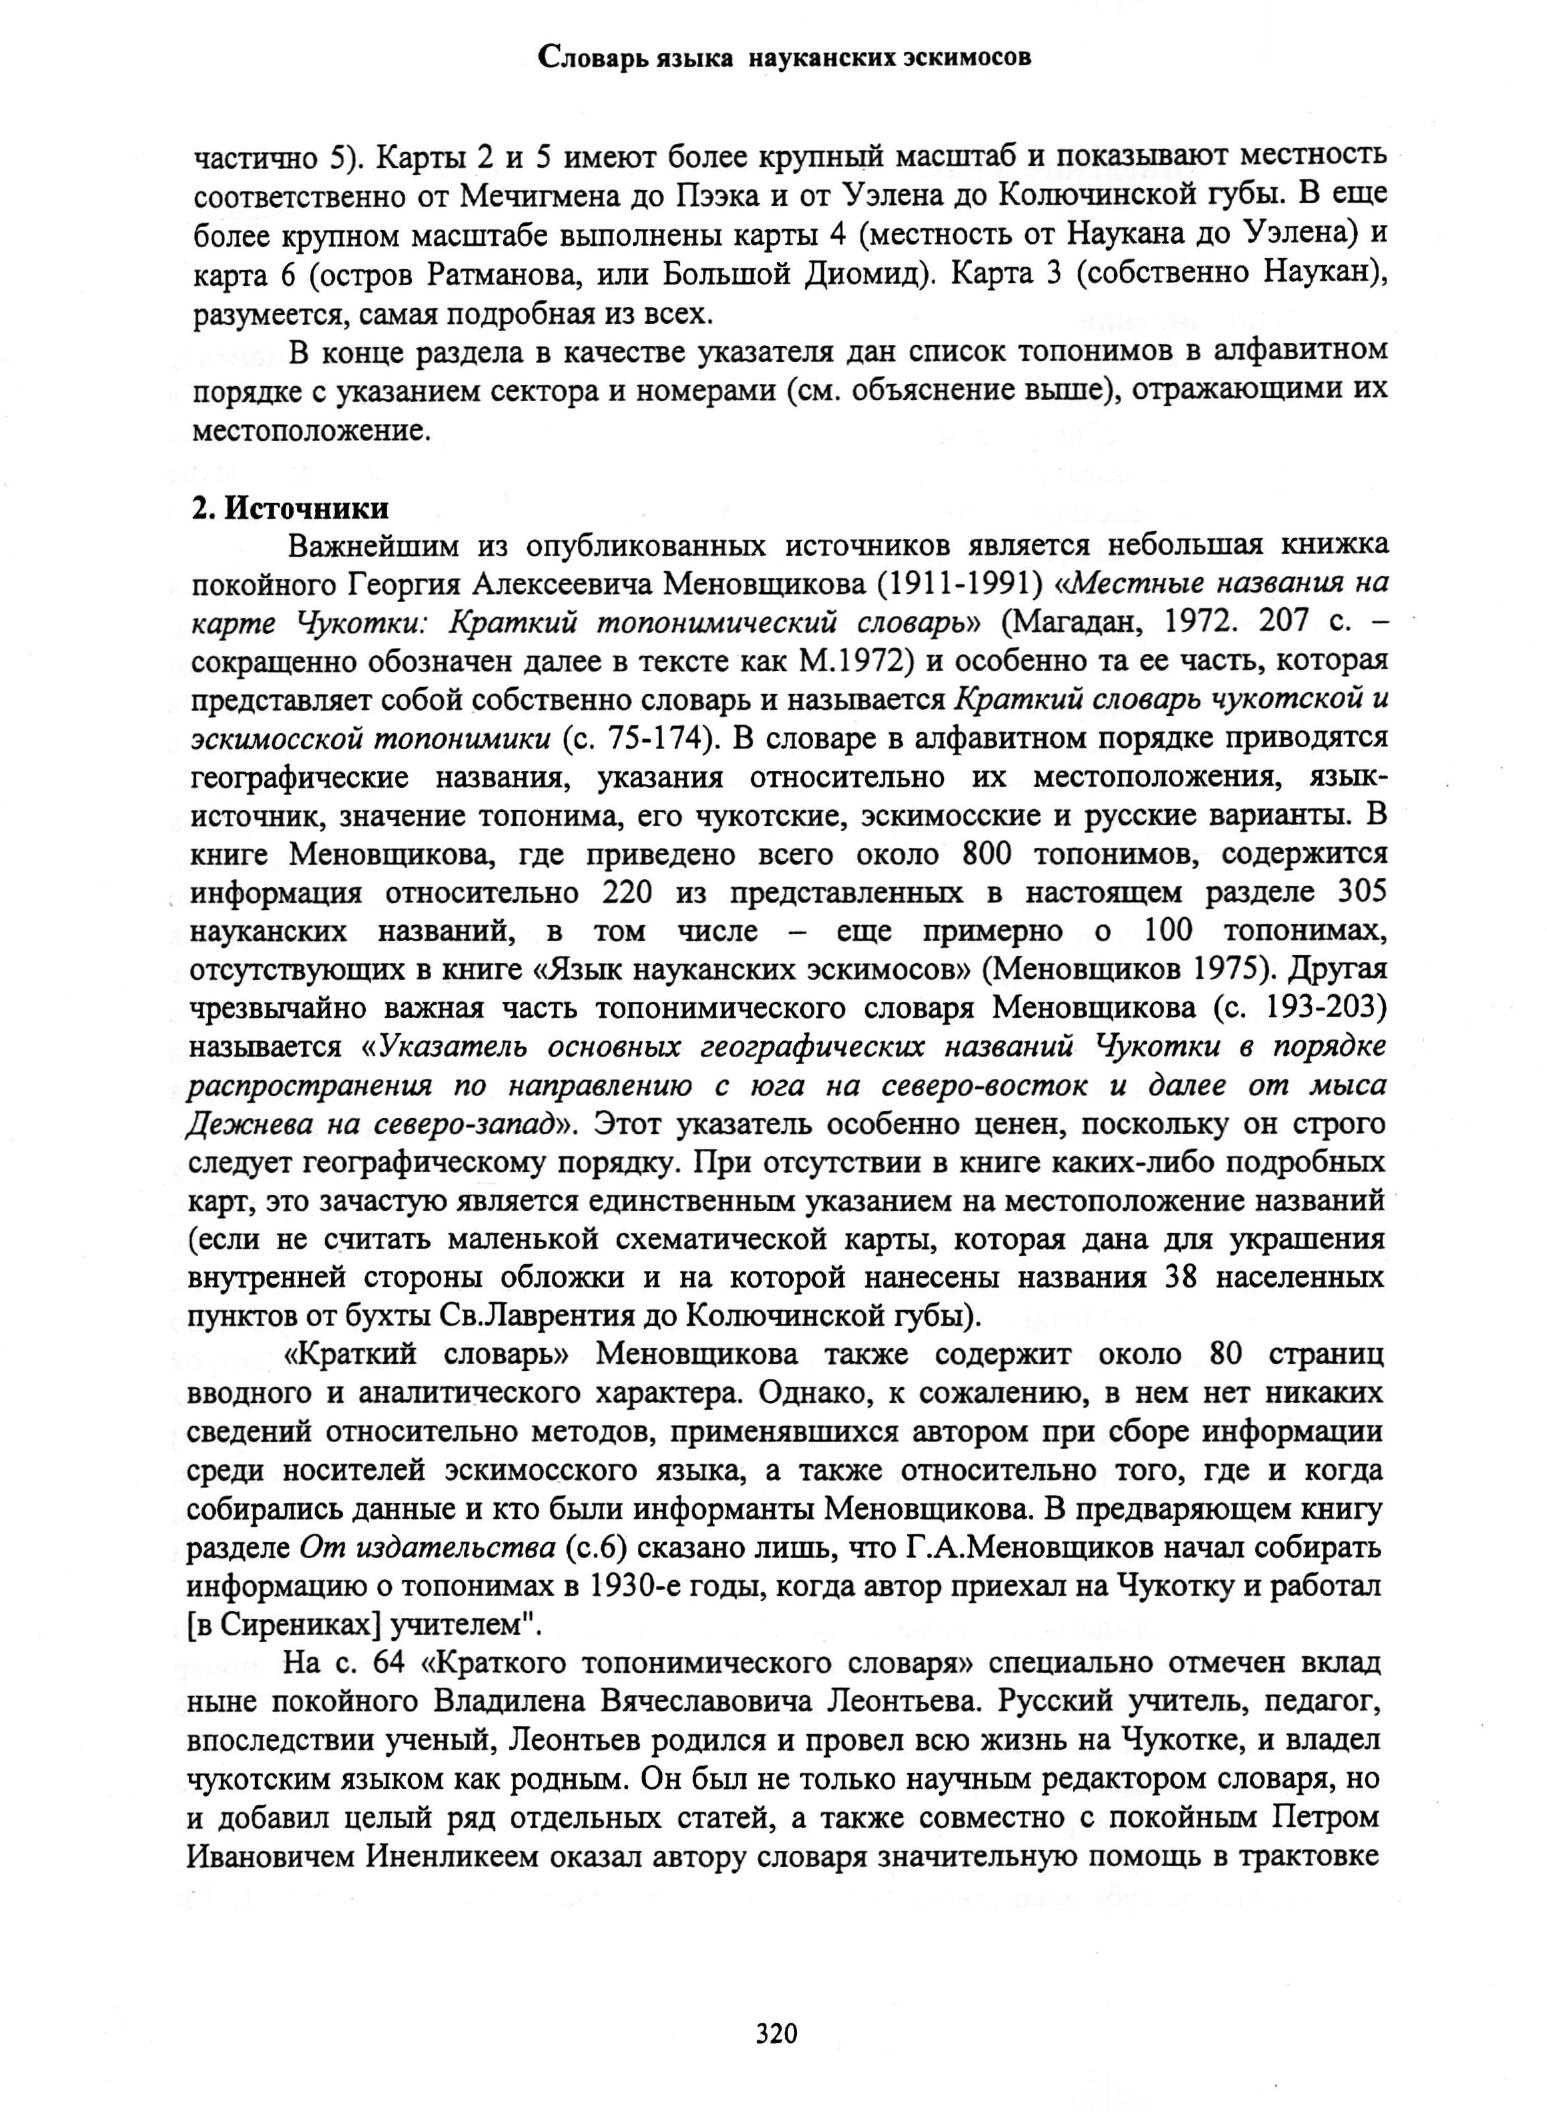 Словарь языка науканских эскимосов
частично 5). Карты 2 и 5 имеют более крупный масштаб и показывают местность
соответственно от Мечигмена до Пээка и от Уэлена до Колючинской губы. В еще
более крупном масштабе выполнены карты 4 (местность от Наукана до Уэлена) и
карта 6 (остров Ратманова, или Большой Диомид). Карта 3 (собственно Наукан),
разумеется, самая подробная из всех.
В конце раздела в качестве указателя дан список топонимов в алфавитном
порядке с указанием сектора и номерами (см. объяснение выше), отражающими их
местоположение.
2. Источники
Важнейшим из опубликованных источников является небольшая книжка
покойного Георгия Алексеевича Меновщикова (1911-1991) «Местные названия на
карте Чукотки: Краткий топонимический словарь» (Магадан, 1972. 207 с. –
сокращенно обозначен далее в тексте как М.1972) и особенно та ее часть, которая
представляет собой собственно словарь и называется Краткий словарь чукотской и
эскимосской топонимики (с. 75-174). В словаре в алфавитном порядке приводятся
географические названия, указания относительно их местоположения, язык-
источник, значение топонима, его чукотские, эскимосские и русские варианты. В
книге Меновщикова, где приведено всего около 800 топонимов, содержится
информация относительно 220 из представленных в настоящем разделе 305
науканских названий, в том числе – еще примерно о 100 топонимах,
отсутствующих в книге «Язык науканских эскимосов» (Меновщиков 1975). Другая
чрезвычайно важная часть топонимического словаря Меновщикова (с. 193-203)
называется «Указатель основных географических названий Чукотки в порядке
распространения по направлению с юга на северо-восток и далее от мыса
Дежнева на северо-запад». Этот указатель особенно ценен, поскольку он строго
следует географическому порядку. При отсутствии в книге каких-либо подробных
карт, это зачастую является единственным указанием на местоположение названий
(если не считать маленькой схематической карты, которая дана для украшения
внутренней стороны обложки и на которой нанесены названия 38 населенных
пунктов от бухты Св.Лаврентия до Колючинской губы).
«Краткий словарь» Меновщикова также содержит около 80 страниц
вводного и аналитического характера. Однако, к сожалению, в нем нет никаких
сведений относительно методов, применявшихся автором при сборе информации
среди носителей эскимосского языка, а также относительно того, где и когда
собирались данные и кто были информанты Меновщикова. В предваряющем книгу
разделе От издательства (с.6) сказано лишь, что Г.А.Меновщиков начал собирать
информацию о топонимах в 1930-е годы, когда автор приехал на Чукотку и работал
[в Сирениках] учителем".
На с. 64 «Краткого топонимического словаря» специально отмечен вклад
ныне покойного Владилена Вячеславовича Леонтьева. Русский учитель, педагог,
впоследствии ученый, Леонтьев родился и провел всю жизнь на Чукотке, и владел
чукотским языком как родным. Он был не только научным редактором словаря, но
и добавил целый ряд отдельных статей, а также совместно с покойным Петром
Ивановичем Иненликеем оказал автору словаря значительную помощь в трактовке
320